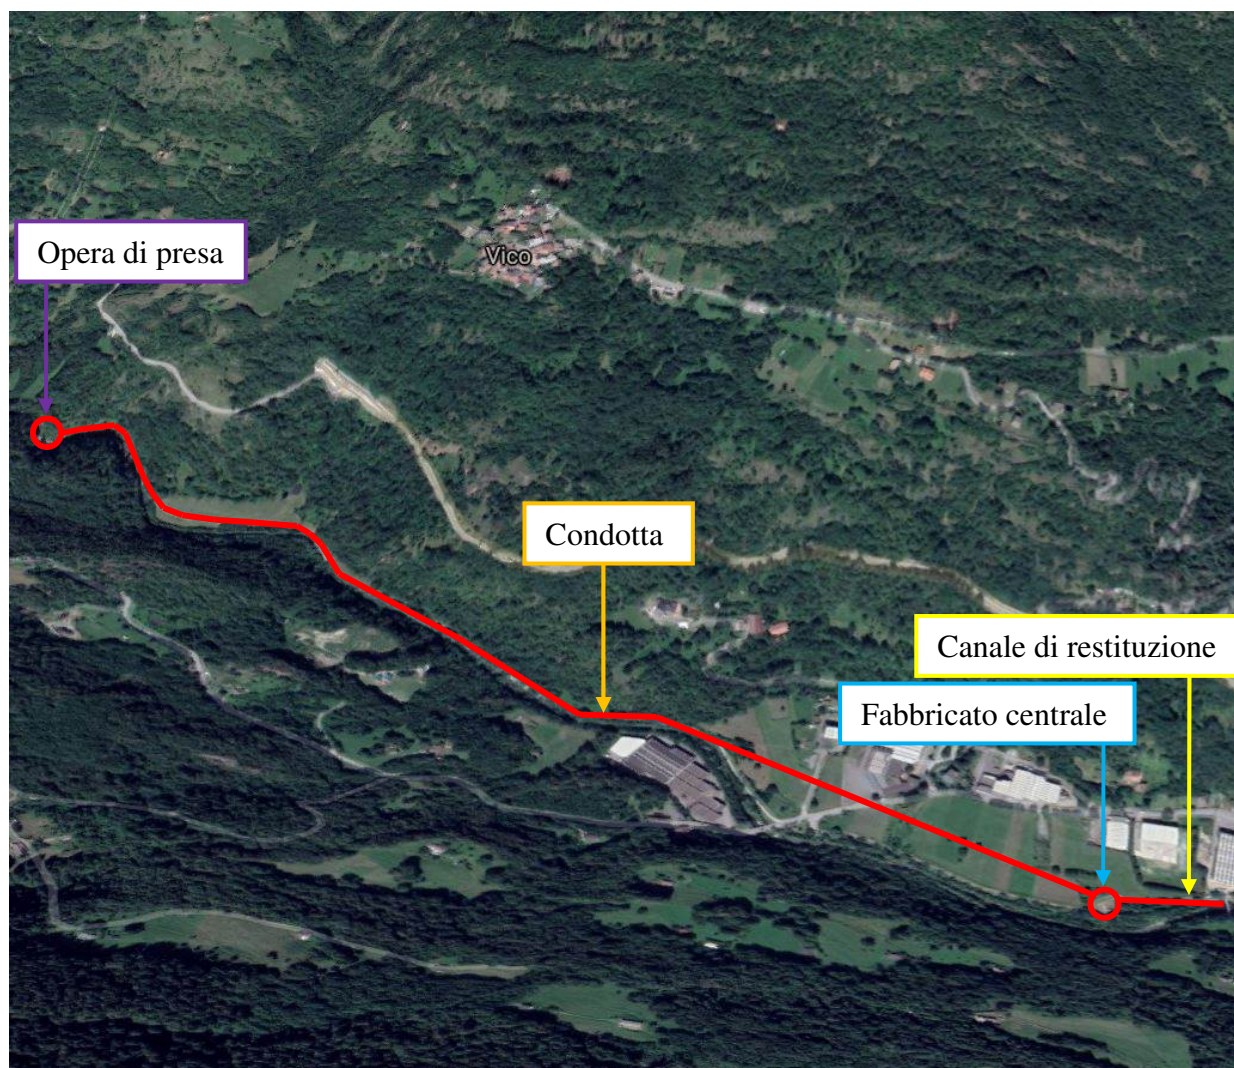 Opera di presa
Vico
Condotta
Canale di restituzione
Fabbricato centrale